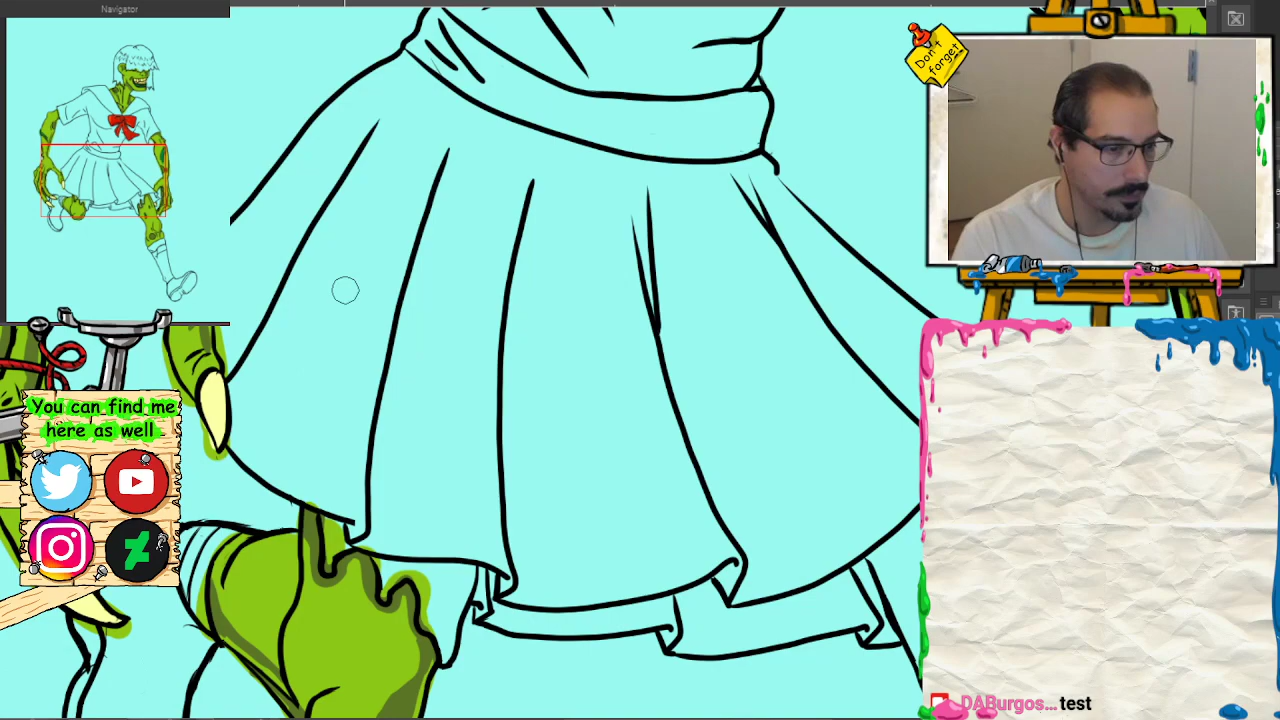 Navigator
Don't
forget
You can find me
here as well
DABurgos... test